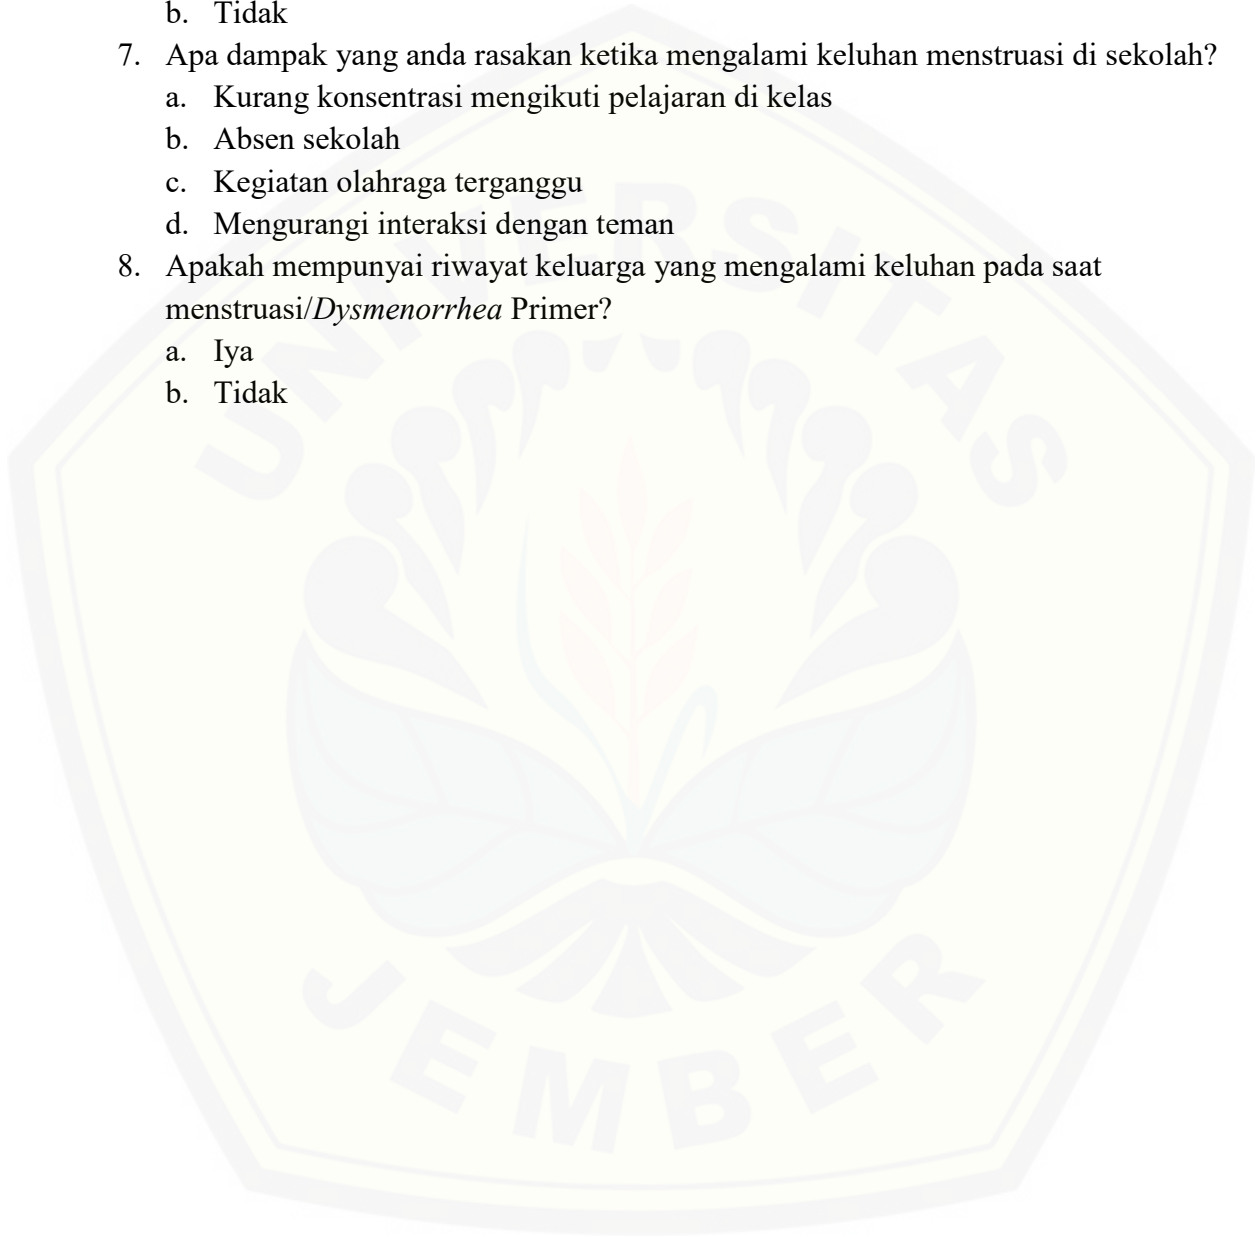 b. Tidak
7. Apa dampak yang anda rasakan ketika mengalami keluhan menstruasi di sekolah?
a. Kurang konsentrasi mengikuti pelajaran di kelas
b. Absen sekolah
c. Kegiatan olahraga terganggu
d. Mengurangi interaksi dengan teman
8. Apakah mempunyai riwayat keluarga yang mengalami keluhan pada saat
menstruasi/Dysmenorrhea Primer?
a. Iya
b. Tidak
UNIVERSITAS
JEMBER